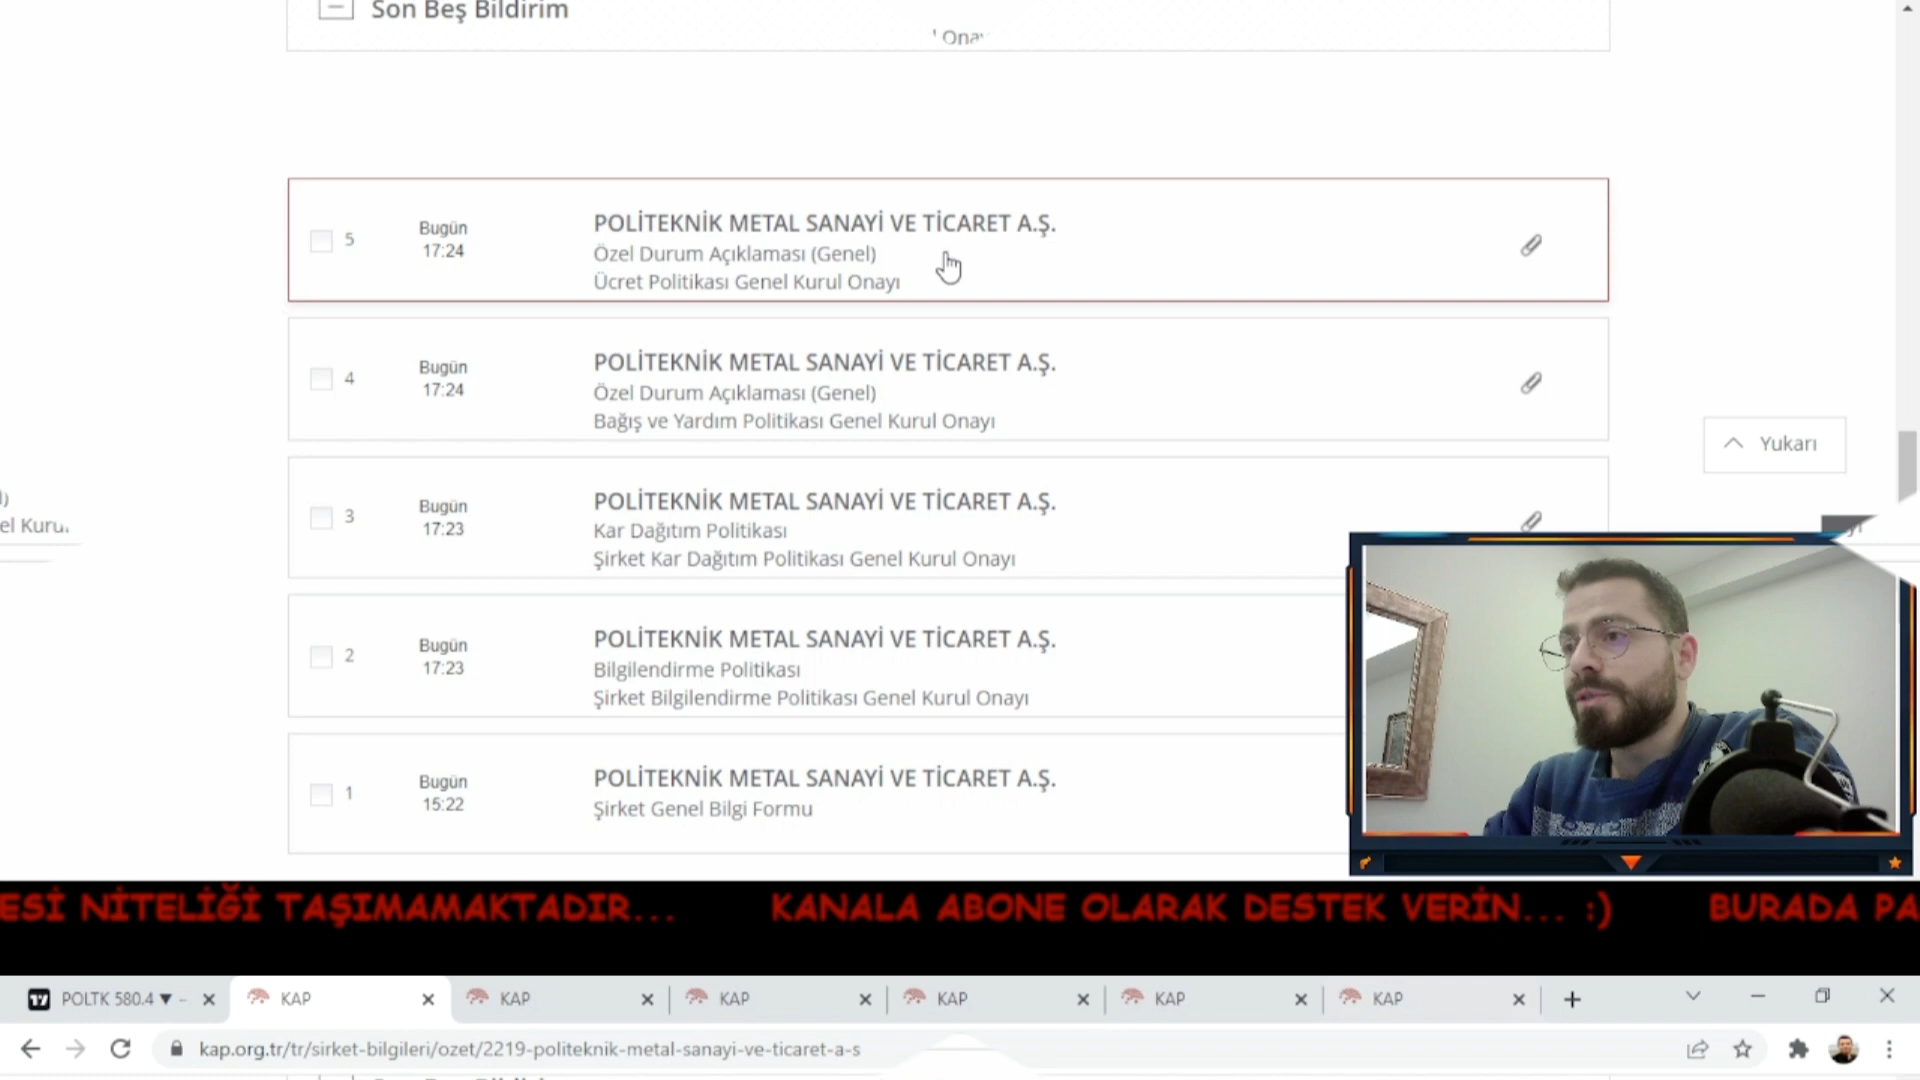 Son Beş Bildirim
Onay
5
Bugün
17:24
POLİTEKNİK METAL SANAYİ VE TİCARET A.Ş.
Özel Durum Açıklaması (Genel)
Ücret Politikası Genel Kurul Onayı
4
Bugün
17:24
POLİTEKNİK METAL SANAYİ VE TİCARET A.Ş.
Özel Durum Açıklaması (Genel)
Bağış ve Yardım Politikası Genel Kurul Onayı
Yukarı
el Kuru
3
Bugün
17:23
POLİTEKNİK METAL SANAYİ VE TİCARET A.Ş.
Kar Dağıtım Politikası
Şirket Kar Dağıtım Politikası Genel Kurul Onayı
2
Bugün
17:23
POLİTEKNİK METAL SANAYİ VE TİCARET A.Ş.
Bilgilendirme Politikası
Şirket Bilgilendirme Politikası Genel Kurul Onayı
1
Bugün
15:22
POLİTEKNİK METAL SANAYİ VE TİCARET A.Ş.
Şirket Genel Bilgi Formu
ESİ NİTELİĞİ TAŞIMAMAKTADIR... KANALA ABONE OLARAK DESTEK VERİN... :) BURADA PA
POLTK 580.4 ▼ - KAP KAP KAP KAP KAP KAP
kap.org.tr/tr/sirket-bilgileri/ozet/2219-politeknik-metal-sanayi-ve-ticaret-a-s